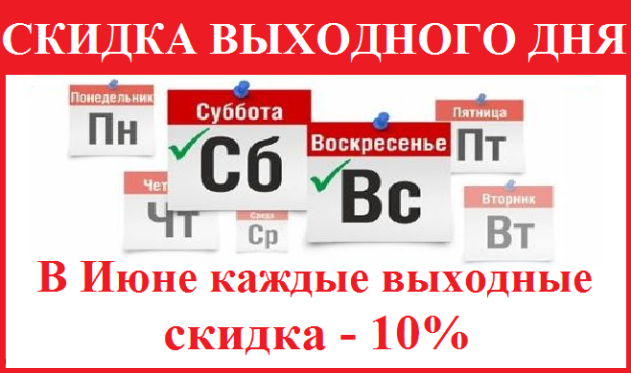 СКИДКА ВЫХОДНОГО ДНЯ
Понедельник
Пн
Суббота
Сб
Воскресенье
Вс
Пятница
Пт
Чет
Чт
Среда
Ср
Вторник
Вт
В Июне каждые выходные
скидка - 10%